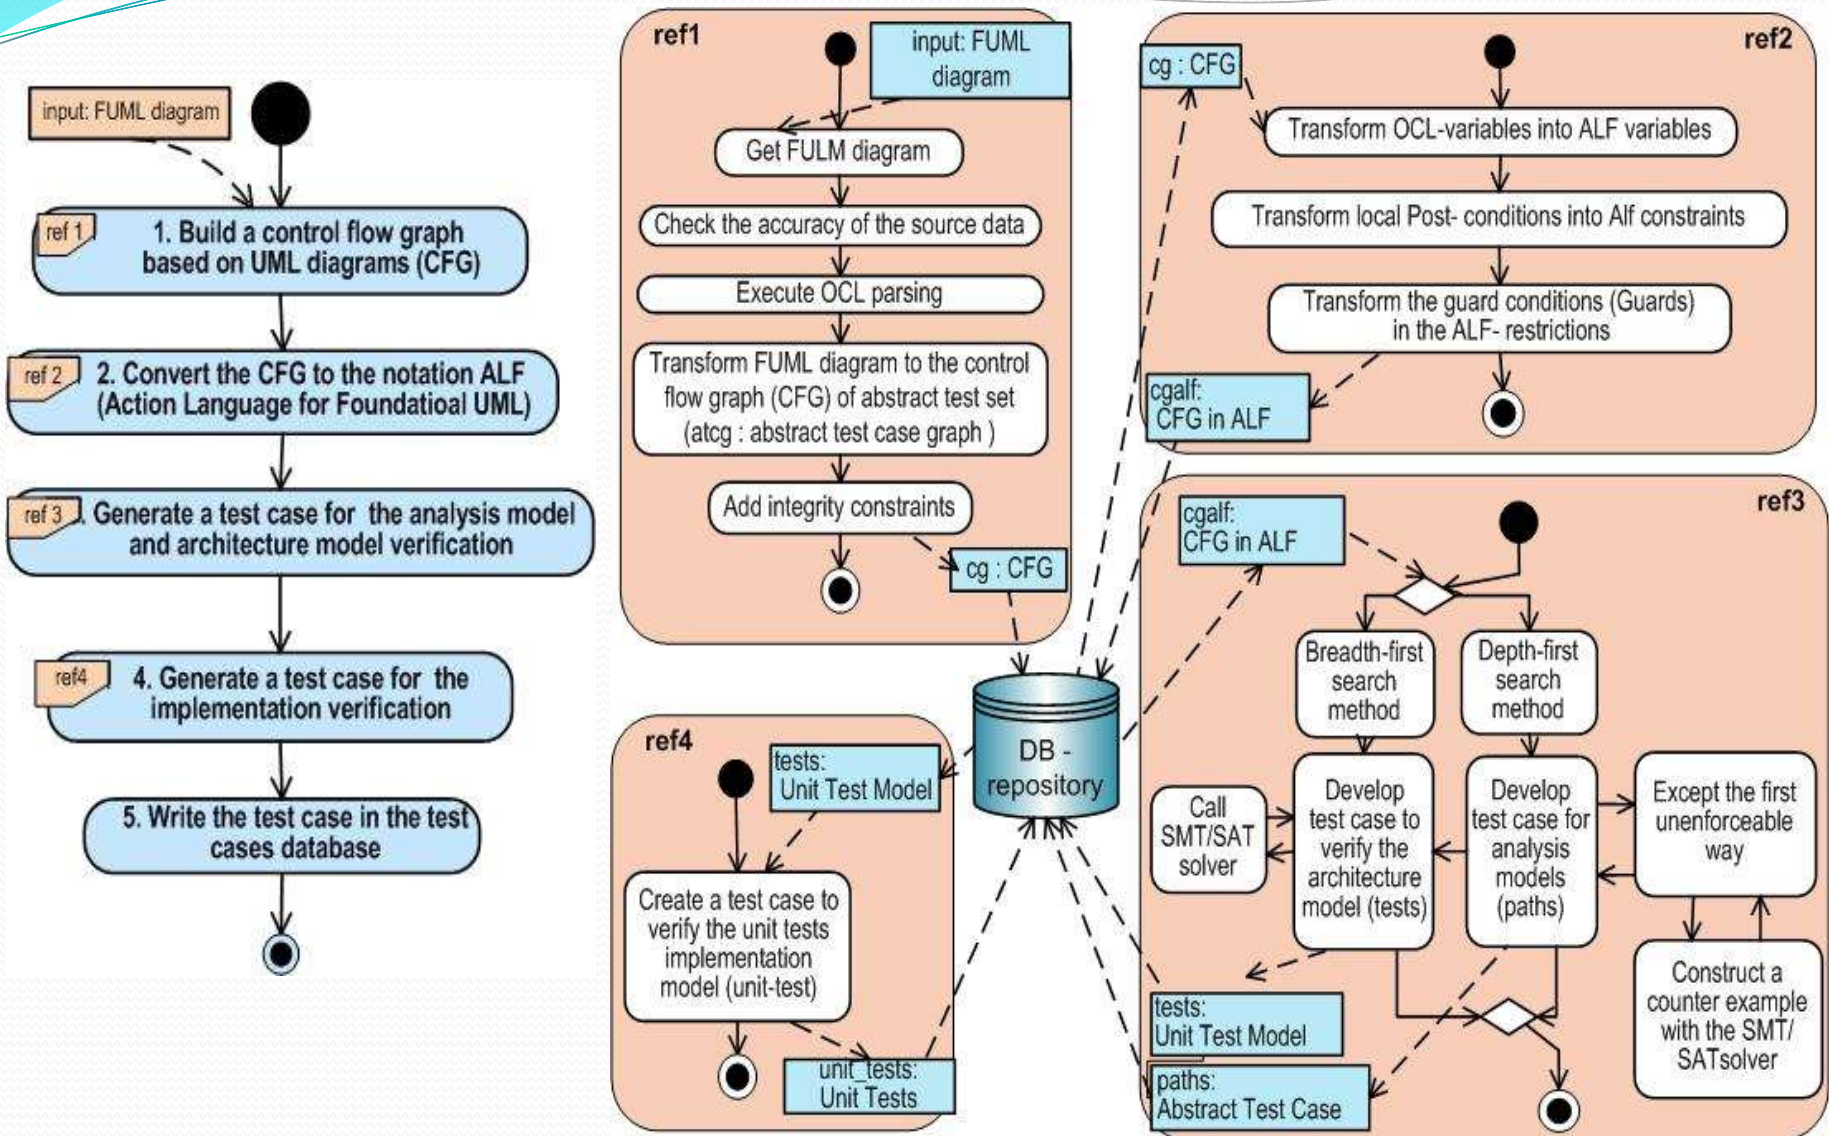 input: FUML diagram
ref 1
1. Build a control flow graph
based on UML diagrams (CFG)
ref 2
2. Convert the CFG to the notation ALF
(Action Language for Foundatioal UML)
ref 3
. Generate a test case for the analysis model
and architecture model verification
ref4
4. Generate a test case for the
implementation verification
5. Write the test case in the test
cases database
ref1
input: FUML
diagram
Get FULM diagram
Check the accuracy of the source data
Execute OCL parsing
Transform FUML diagram to the control
flow graph (CFG) of abstract test set
(atcg : abstract test case graph )
Add integrity constraints
cg : CFG
ref2
cg : CFG
Transform OCL-variables into ALF variables
Transform local Post- conditions into Alf constraints
Transform the guard conditions (Guards)
in the ALF- restrictions
cgalf:
CFG in ALF
ref3
cgalf:
CFG in ALF
Breadth-first
search
method
Depth-first
search
method
Call
SMT/SAT
solver
Develop
test case to
verify the
architecture
model (tests)
Develop
test case for
analysis
models
(paths)
Except the first
unenforceable
way
Construct a
counter example
with the SMT/
SATsolver
tests:
Unit Test Model
paths:
Abstract Test Case
DB -
repository
ref4
tests:
Unit Test Model
Create a test case to
verify the unit tests
implementation
model (unit-test)
unit_tests:
Unit Tests